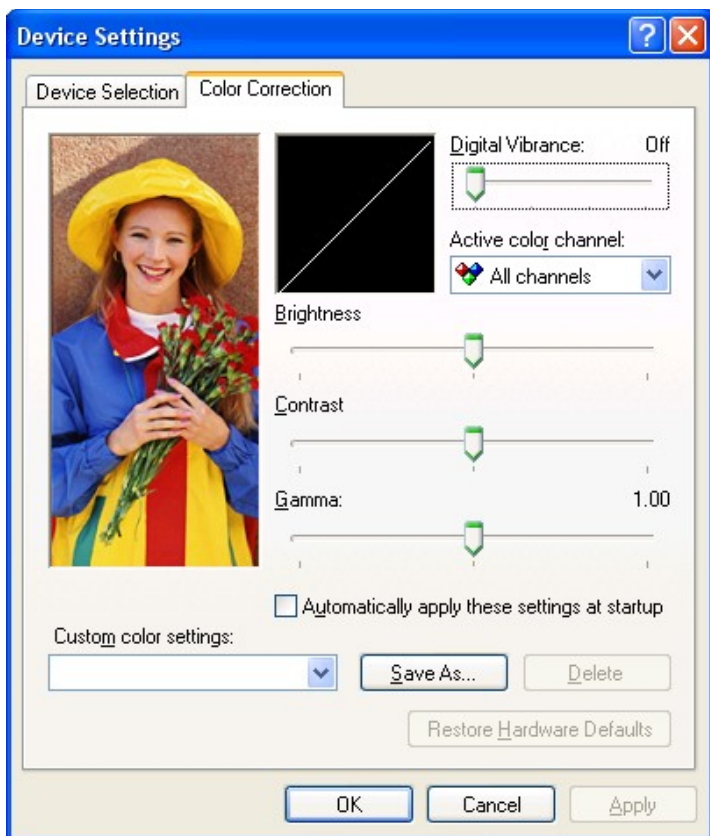 Device Settings
Device Selection
Color Correction
Digital Vibrance: Off
Active color channel:
All channels
Brightness
Contrast
Gamma: 1.00
Automatically apply these settings at startup
Custom color settings:
Save As...
Delete
Restore Hardware Defaults
OK
Cancel
Apply